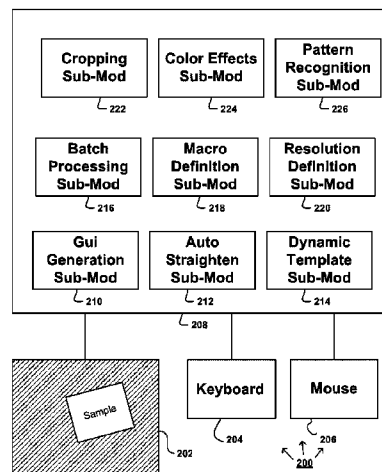 Cropping
Sub-Mod
222
Color Effects
Sub-Mod
224
Pattern
Recognition
Sub-Mod
226
Batch
Processing
Sub-Mod
216
Macro
Definition
Sub-Mod
218
Resolution
Definition
Sub-Mod
220
Gui
Generation
Sub-Mod
210
Auto
Straighten
Sub-Mod
212
Dynamic
Template
Sub-Mod
214
208
Sample
202
Keyboard
204
Mouse
206
200